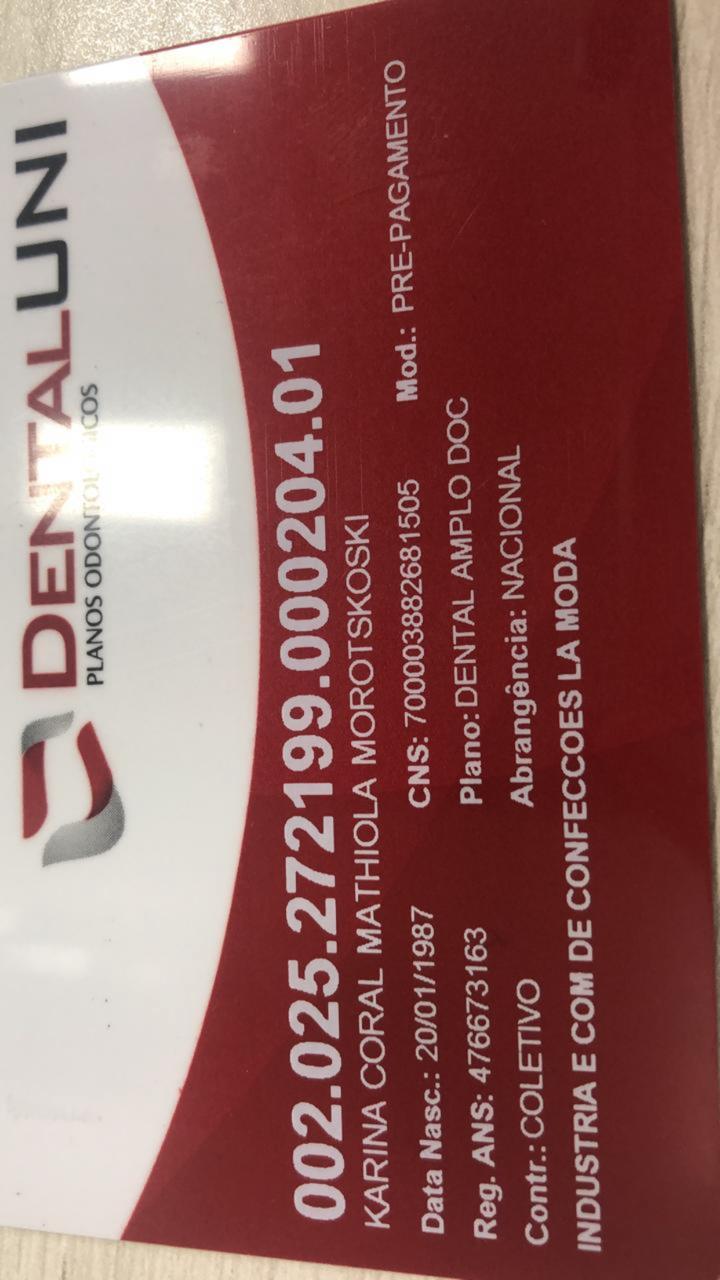 DENTALUNI
PLANOS ODONTOLÓGICOS
002.025.272199.000204.01
KARINA CORAL MATHIOLA MOROTSKOSKI
Data Nasc.: 20/01/1987 CNS: 700003882681505 Mod.: PRE-PAGAMENTO
Reg. ANS: 476673163 Plano: DENTAL AMPLO DOC
Contr.: COLETIVO Abrangência: NACIONAL
INDUSTRIA E COM DE CONFECCOES LA MODA